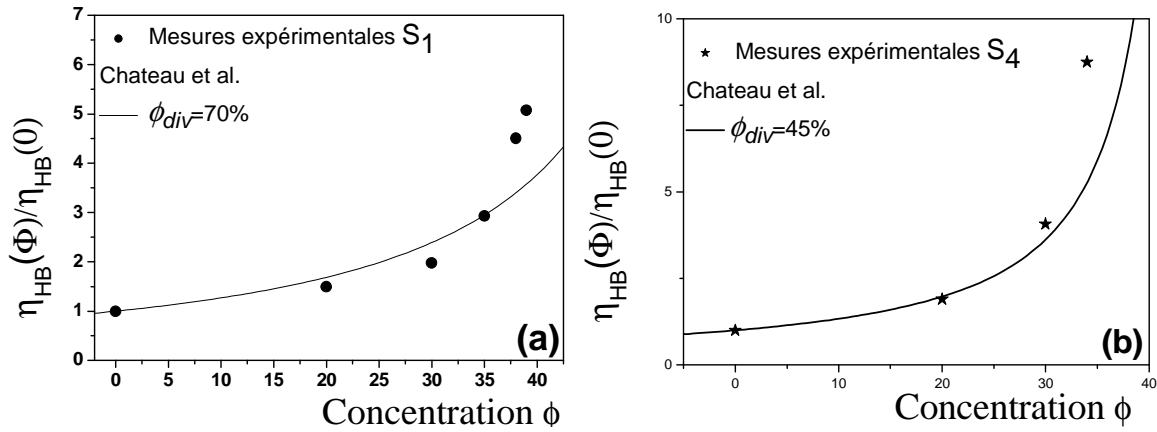 7
6
5
4
3
2
1
0
● Mesures expérimentales S1
Chateau et al.
ϕdiv=70%
(a)
ηHB(Φ)/ηHB(0)
0 5 10 15 20 25 30 35 40
Concentration ϕ
10
5
0
★ Mesures expérimentales S4
Chateau et al.
ϕdiv=45%
(b)
ηHB(Φ)/ηHB(0)
0 10 20 30 40
Concentration ϕ